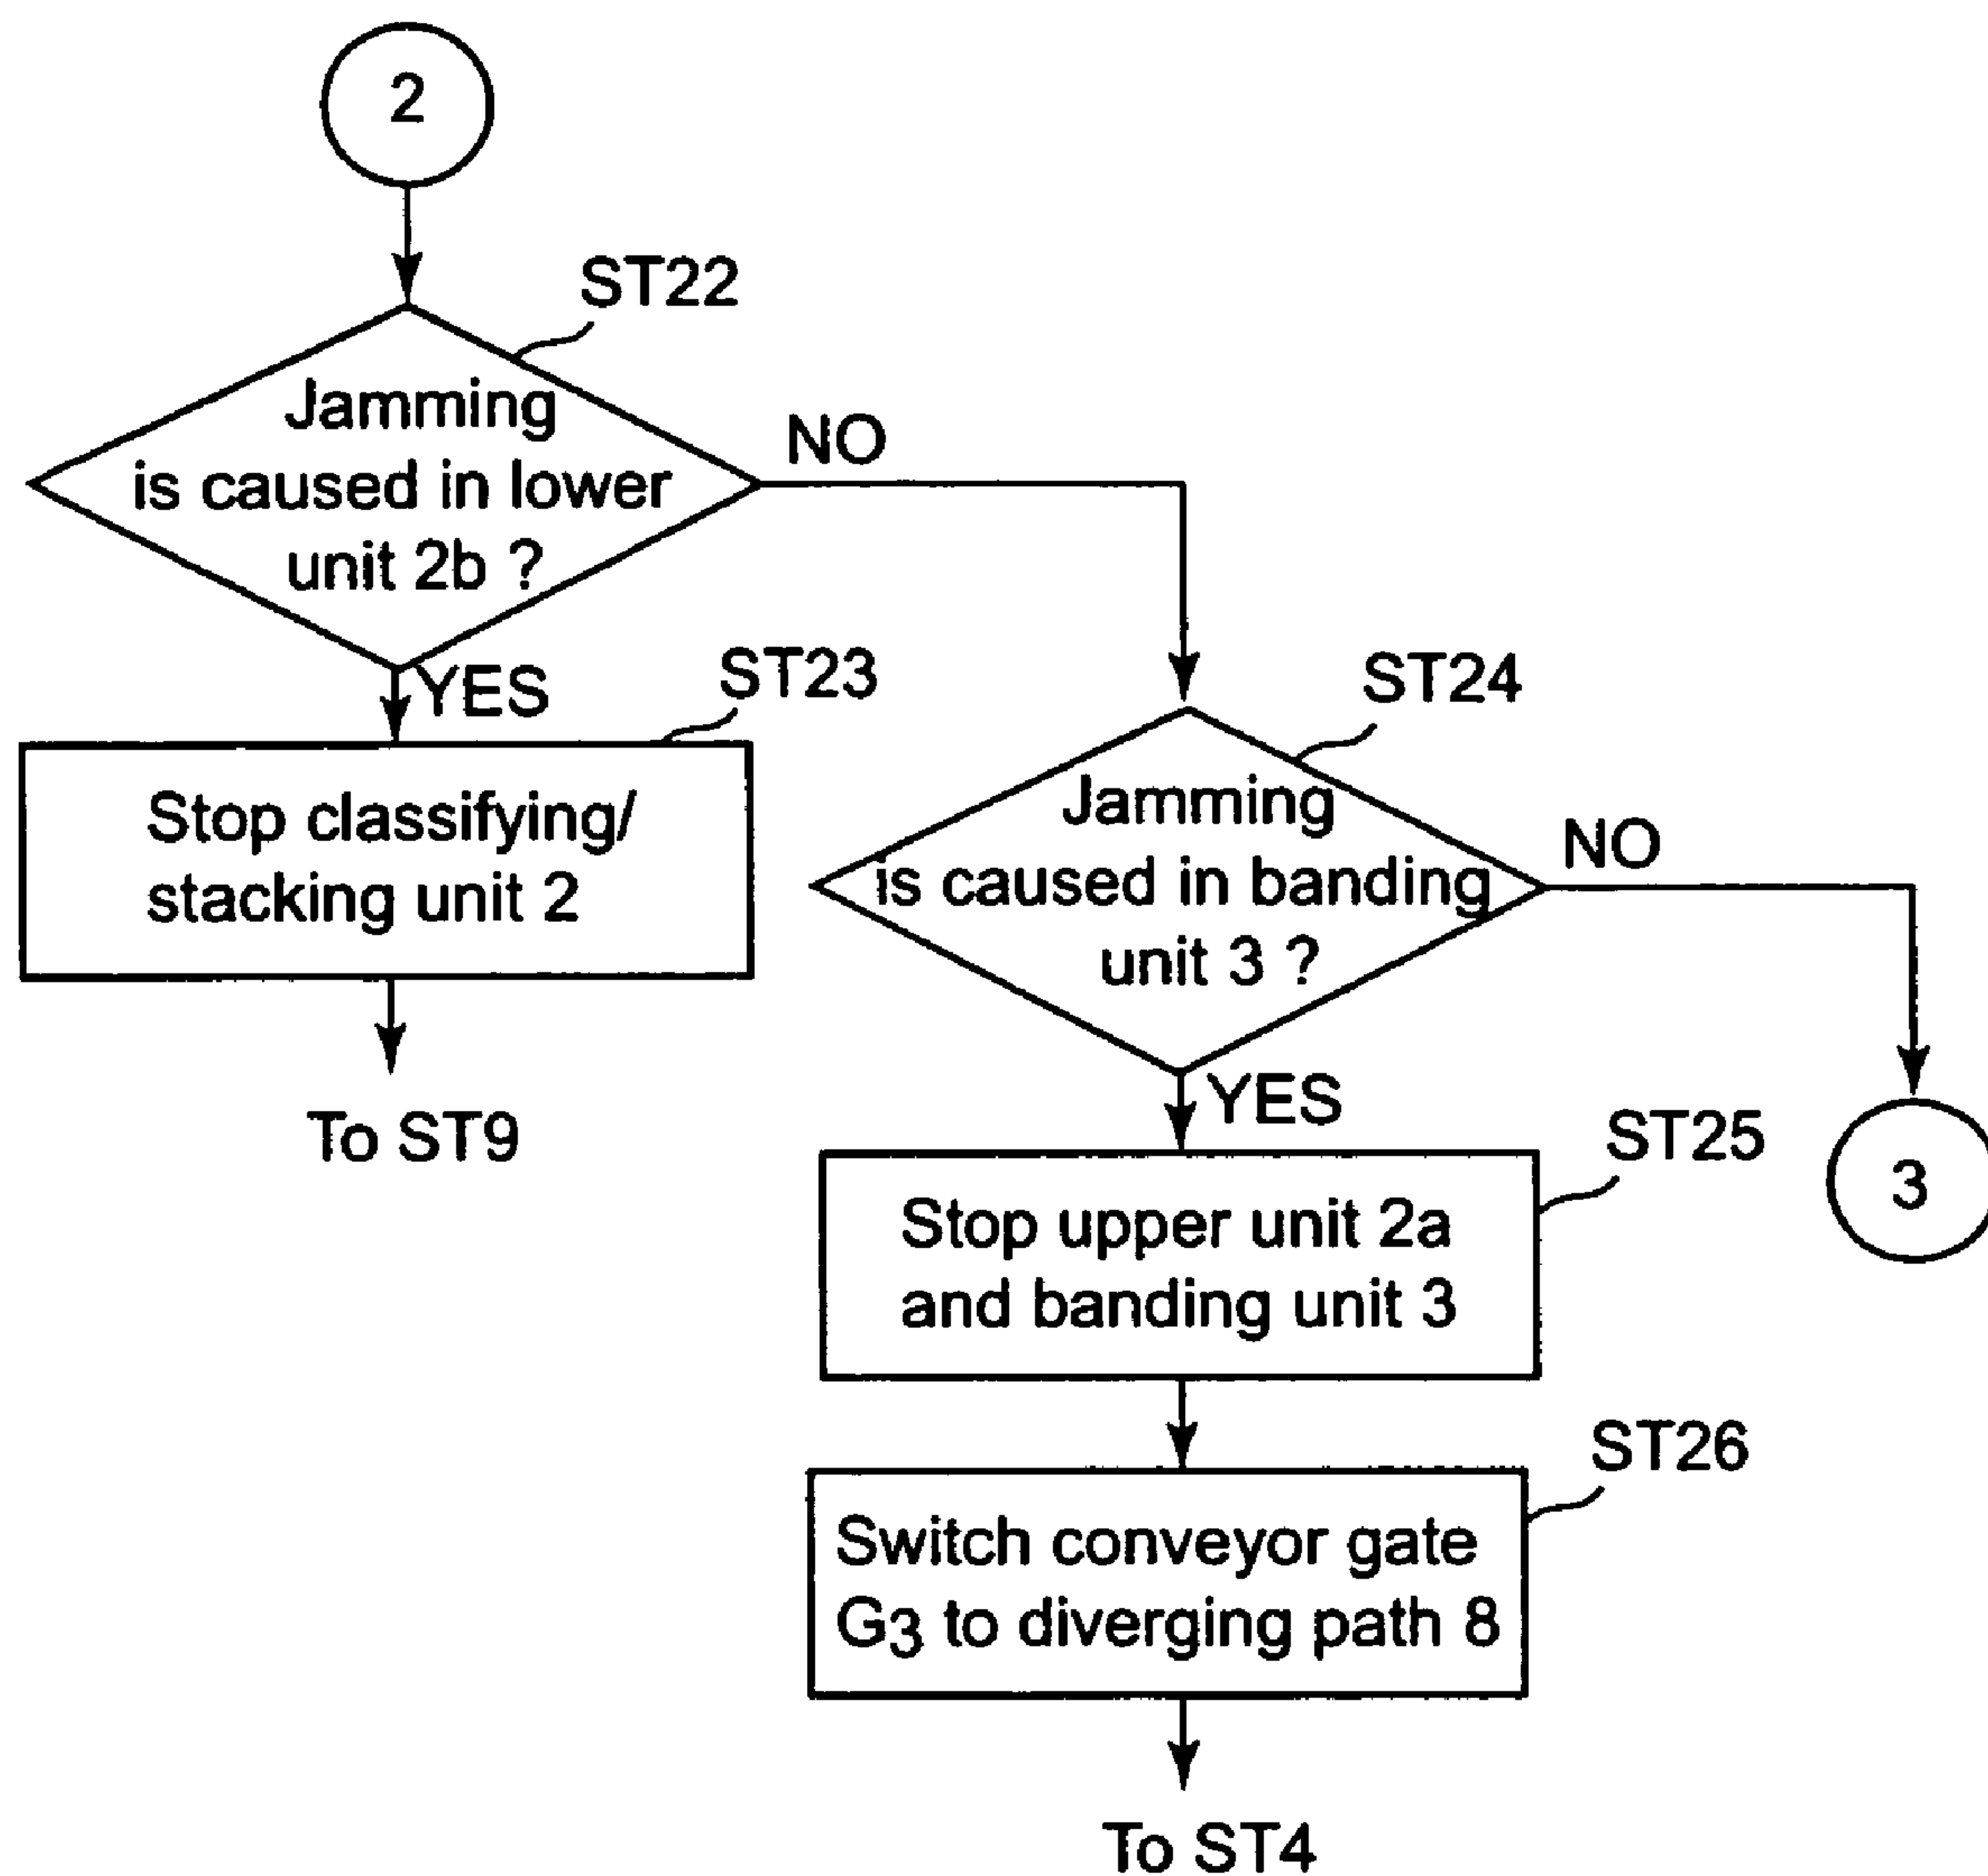 2
ST22
Jamming
is caused in lower
unit 2b ?
NO
YES
ST23
Stop classifying/
stacking unit 2
To ST9
ST24
Jamming
is caused in banding
unit 3 ?
NO
3
YES
ST25
Stop upper unit 2a
and banding unit 3
ST26
Switch conveyor gate
G3 to diverging path 8
To ST4